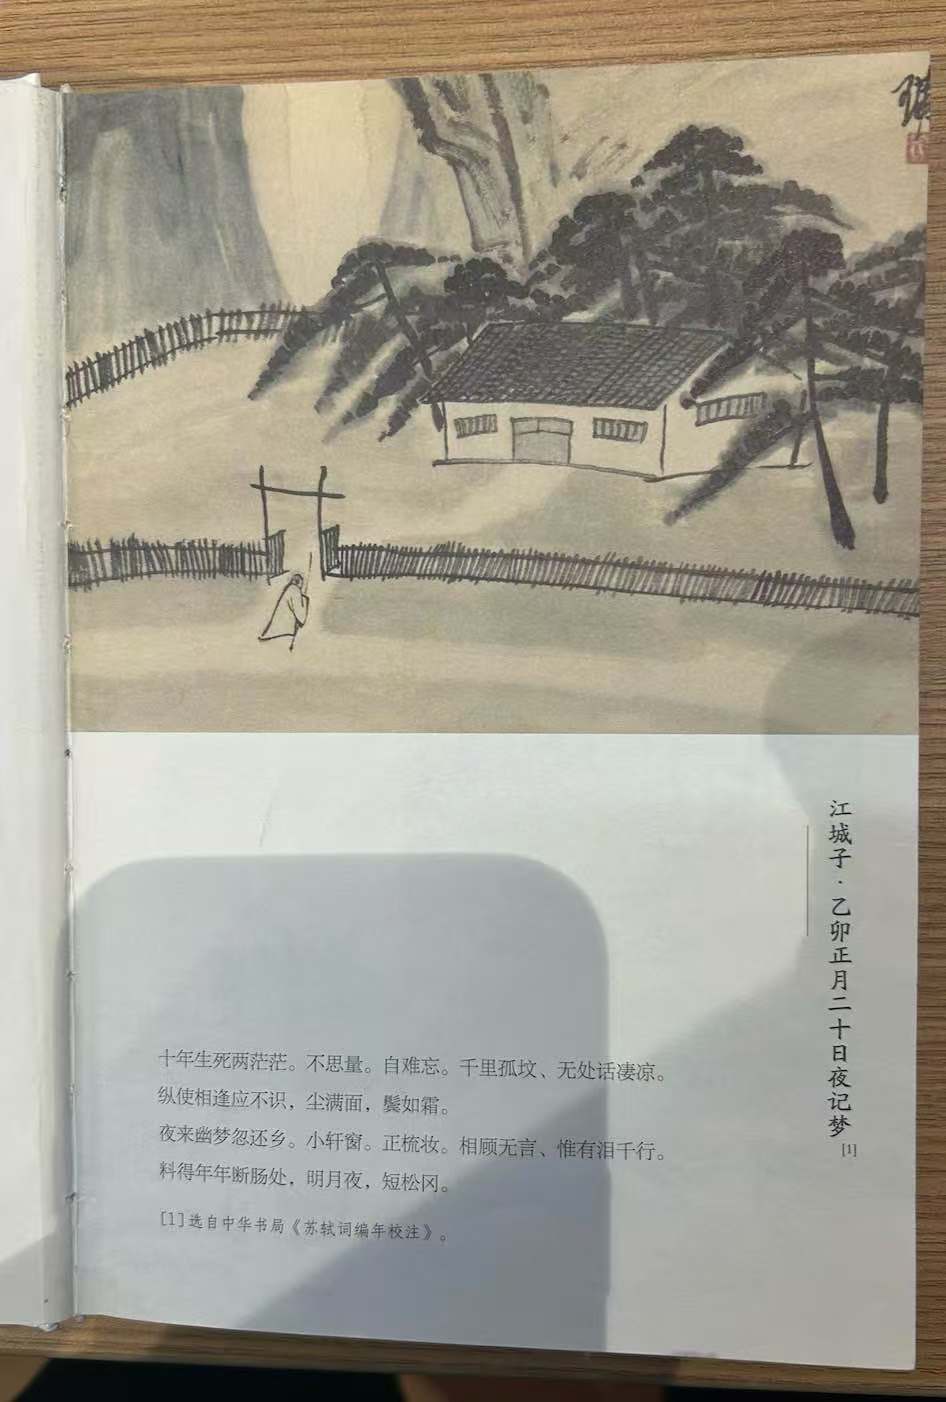 江城子·乙卯正月二十日夜记梦[1]
十年生死两茫茫。不思量。自难忘。千里孤坟、无处话凄凉。
纵使相逢应不识，尘满面，鬓如霜。
夜来幽梦忽还乡。小轩窗。正梳妆。相顾无言、惟有泪千行。
料得年年断肠处，明月夜，短松冈。
[1]选自中华书局《苏轼词编年校注》。